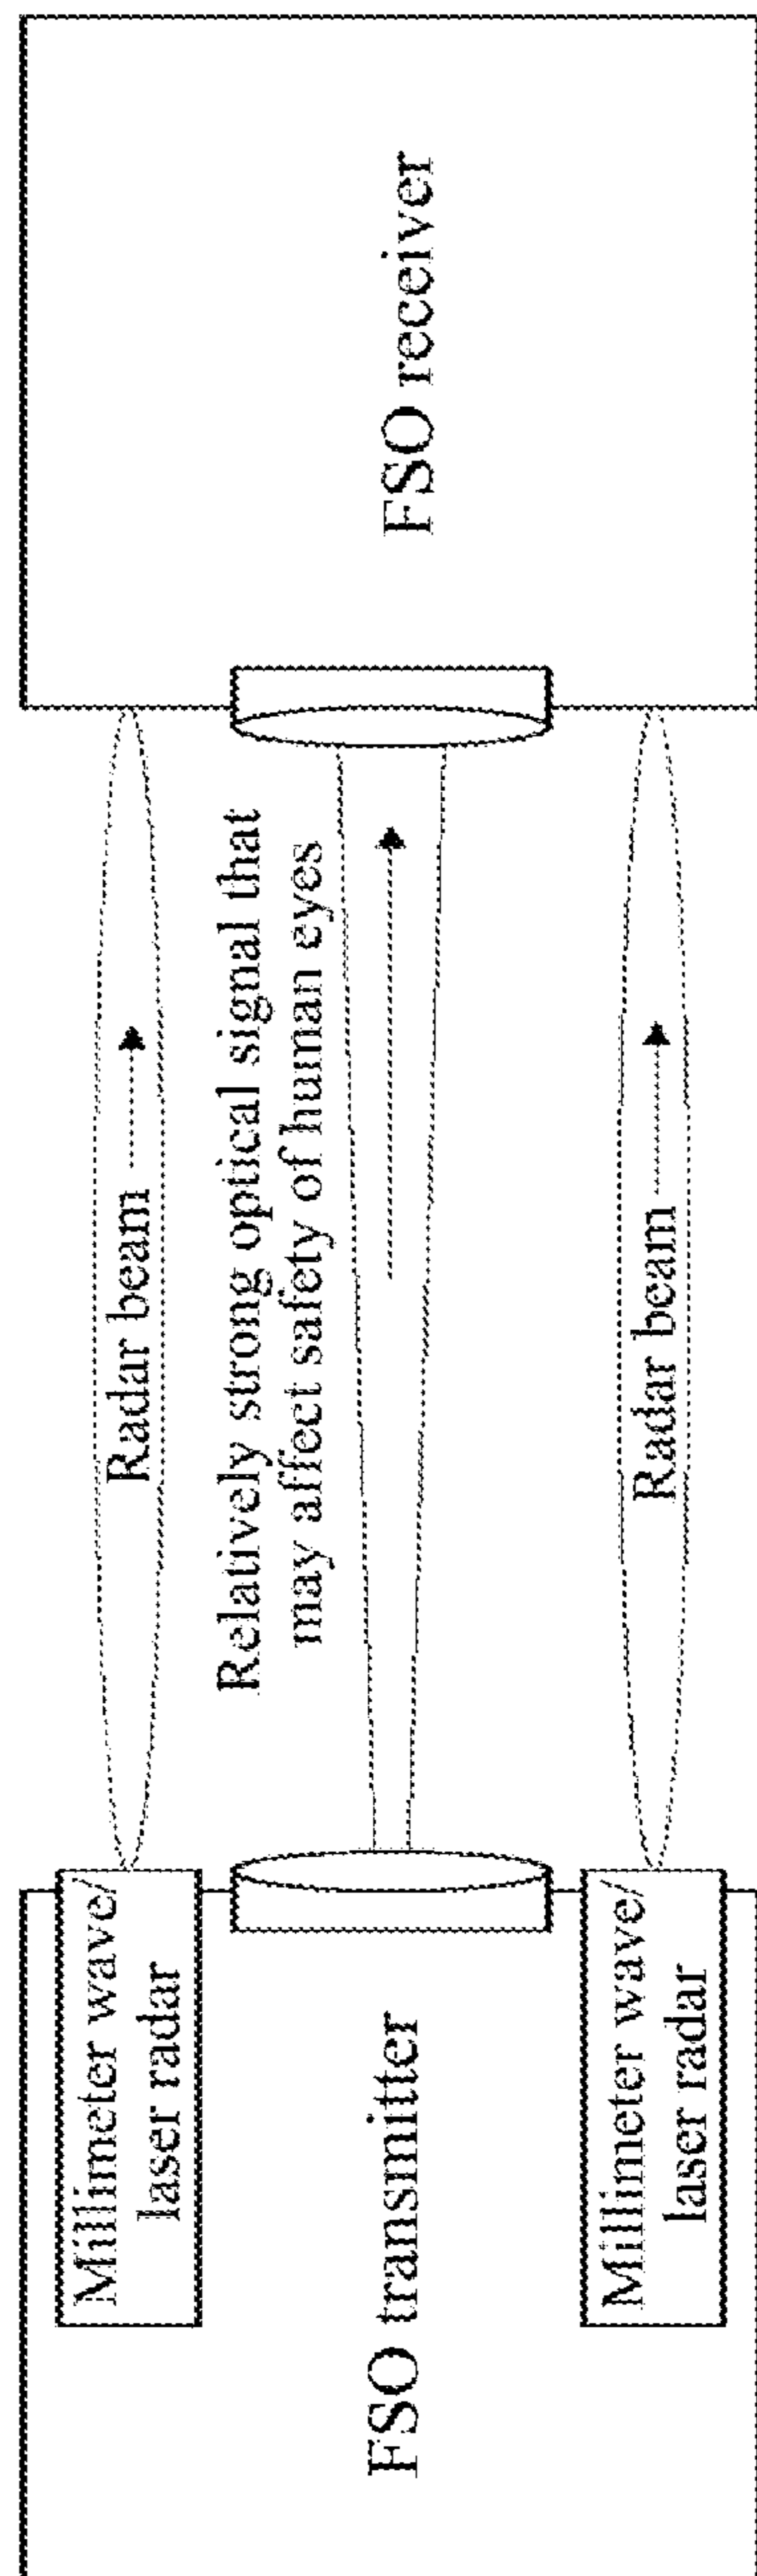 Millimeter wave/
laser radar
Radar beam
Relatively strong optical signal that
may affect safety of human eyes
FSO transmitter
FSO receiver
Millimeter wave/
laser radar
Radar beam